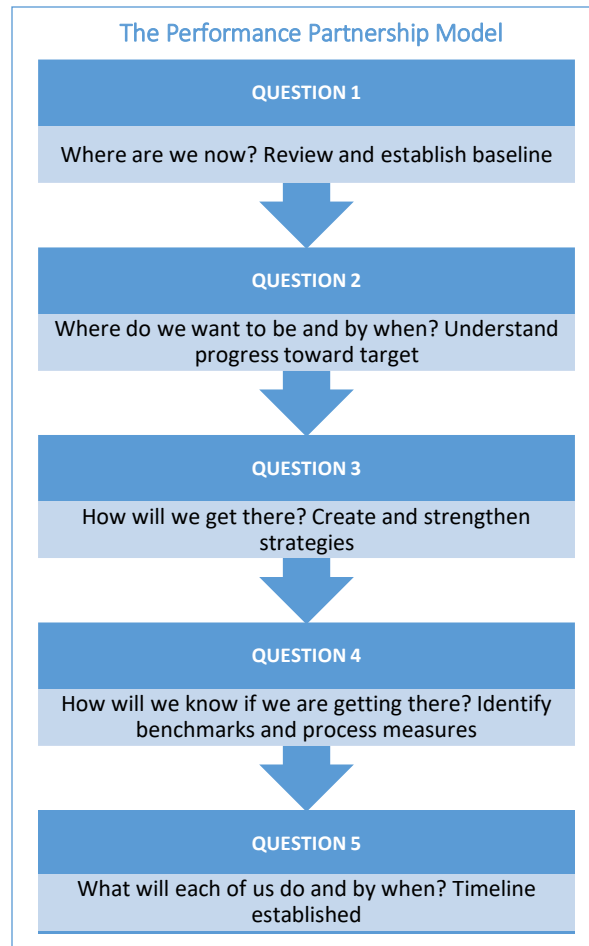 The Performance Partnership Model
QUESTION 1
Where are we now? Review and establish baseline
QUESTION 2
Where do we want to be and by when? Understand
progress toward target
QUESTION 3
How will we get there? Create and strengthen
strategies
QUESTION 4
How will we know if we are getting there? Identify
benchmarks and process measures
QUESTION 5
What will each of us do and by when? Timeline
established